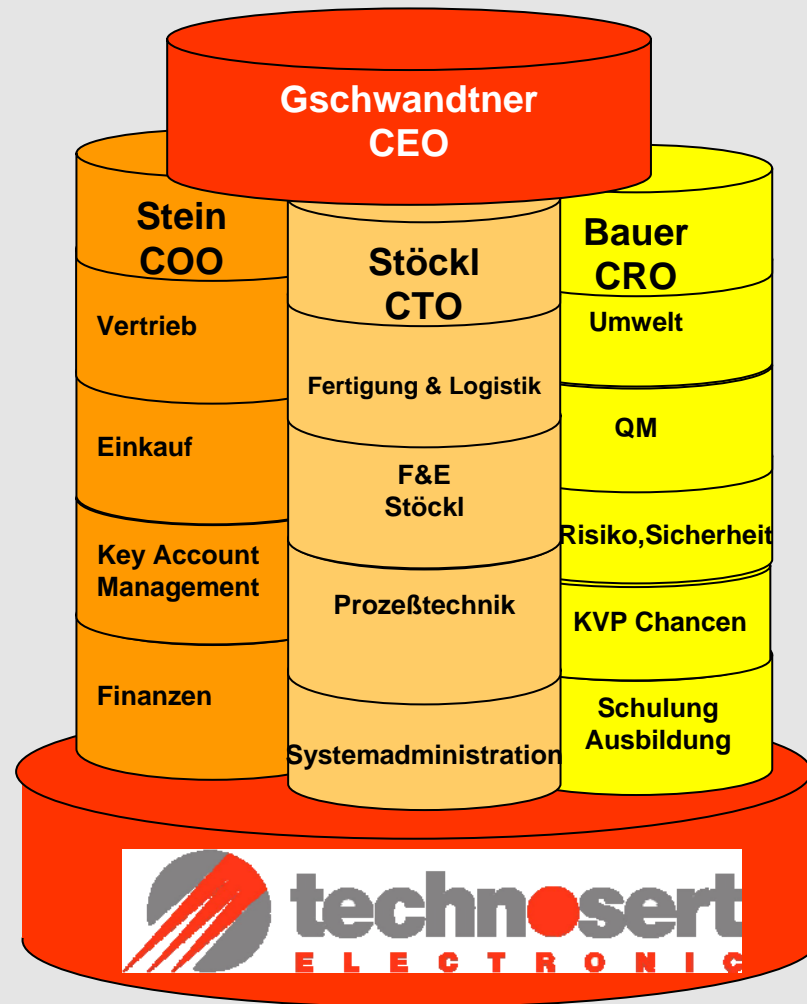 Gschwandtner
CEO
Stein
COO
Vertrieb
Einkauf
Key Account
Management
Finanzen
Stöckl
CTO
Fertigung & Logistik
F&E
Stöckl
Prozeßtechnik
Systemadministration
Bauer
CRO
Umwelt
QM
Risiko,Sicherheit
KVP Chancen
Schulung
Ausbildung
technosert
ELECTRONIC